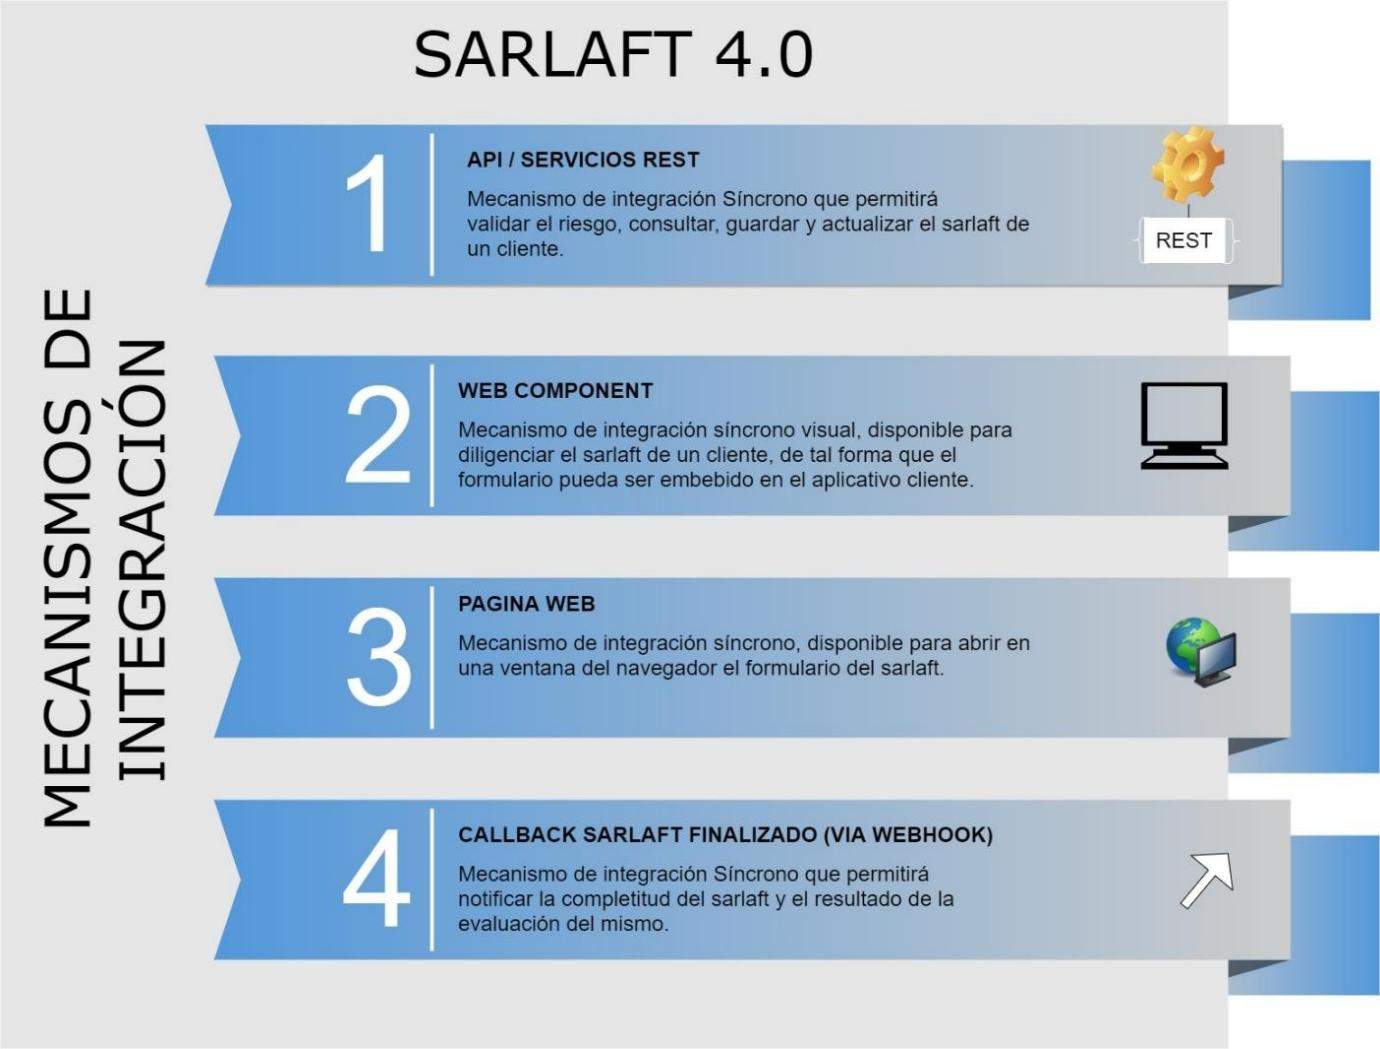 SARLAFT 4.0
MECANISMOS DE
INTEGRACIÓN
1
API / SERVICIOS REST
Mecanismo de integración Síncrono que permitirá
validar el riesgo, consultar, guardar y actualizar el sarlaft de
un cliente.
REST
2
WEB COMPONENT
Mecanismo de integración síncrono visual, disponible para
diligenciar el sarlaft de un cliente, de tal forma que el
formulario pueda ser embebido en el aplicativo cliente.
3
PAGINA WEB
Mecanismo de integración síncrono, disponible para abrir en
una ventana del navegador el formulario del sarlaft.
4
CALLBACK SARLAFT FINALIZADO (VIA WEBHOOK)
Mecanismo de integración Síncrono que permitirá
notificar la completitud del sarlaft y el resultado de la
evaluación del mismo.